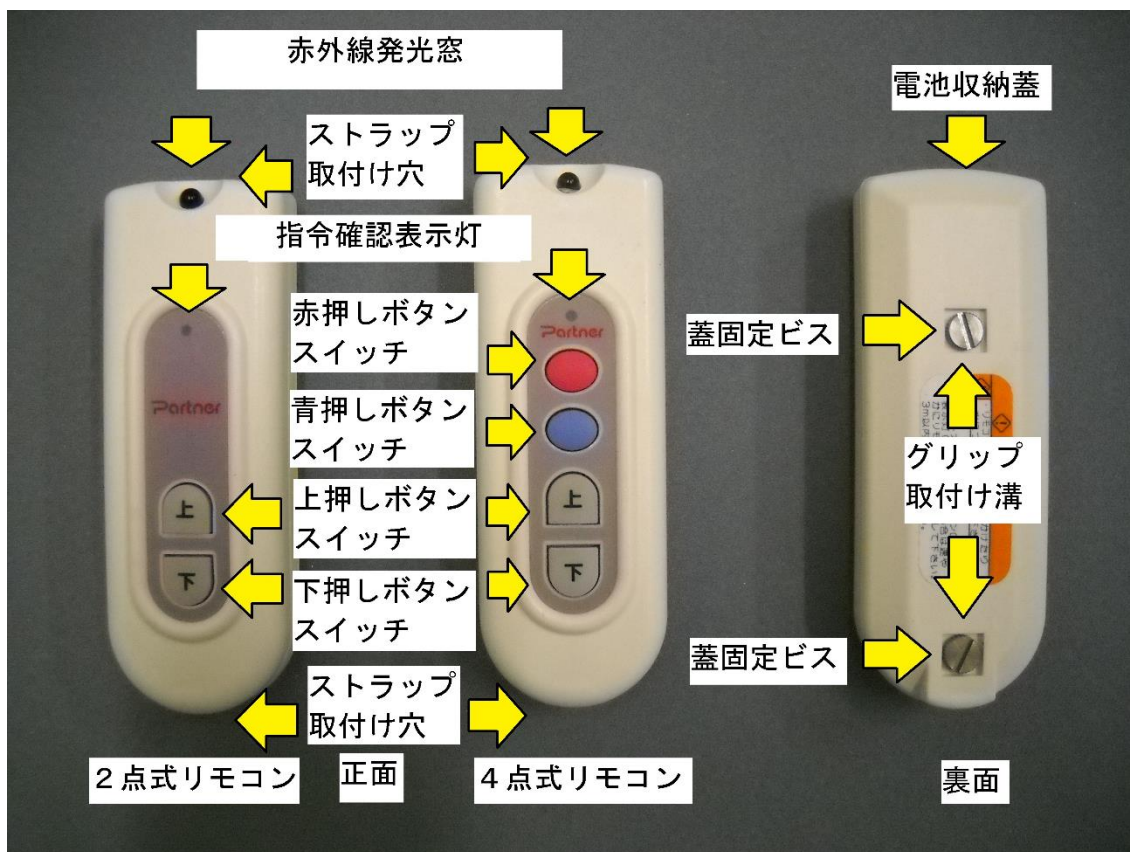 赤外線発光窓
電池収納蓋
ストラップ
取付け穴
指令確認表示灯
赤押しボタン
スイッチ
Partner
蓋固定ビス
青押しボタン
スイッチ
Partner
グリップ
取付け溝
上押しボタン
スイッチ
上
上
下押しボタン
スイッチ
下
下
蓋固定ビス
ストラップ
取付け穴
2点式リモコン
正面
4点式リモコン
裏面